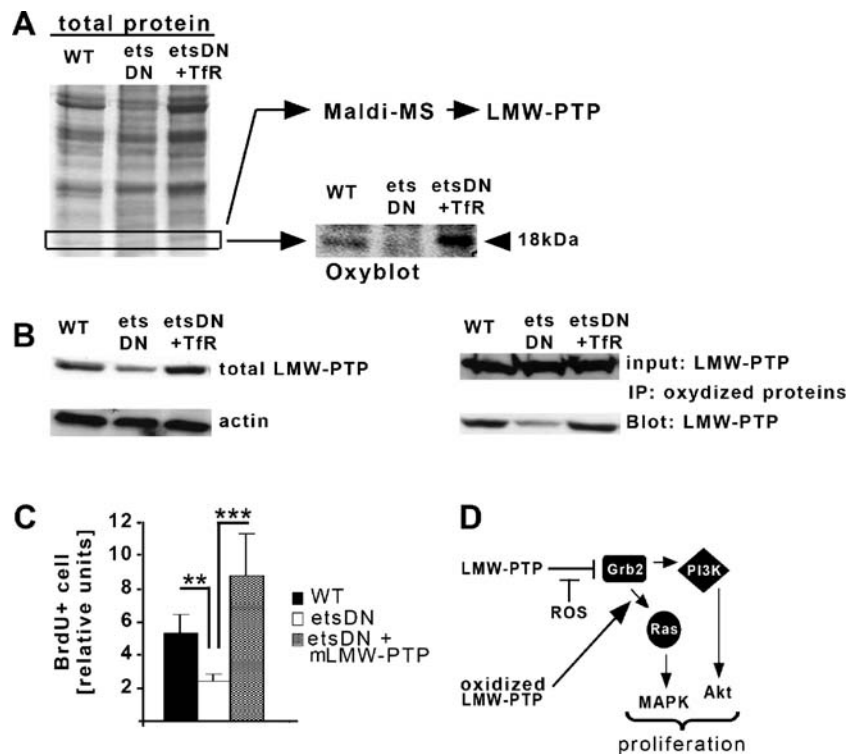 A
total protein
WT
ets
DN
etsDN
+TfR
Maldi-MS
LMW-PTP
WT
ets
DN
etsDN
+TfR
18kDa
Oxyblot
B
WT
ets
DN
etsDN
+TfR
total LMW-PTP
actin
WT
ets
DN
etsDN
+TfR
input: LMW-PTP
IP: oxydized proteins
Blot: LMW-PTP
C
BrdU+ cell
[relative units]
12
10
8
6
4
2
**
***
WT
etsDN
etsDN +
mLMW-PTP
D
LMW-PTP
Grb2
PI3K
ROS
Ras
oxidized
LMW-PTP
MAPK
Akt
proliferation